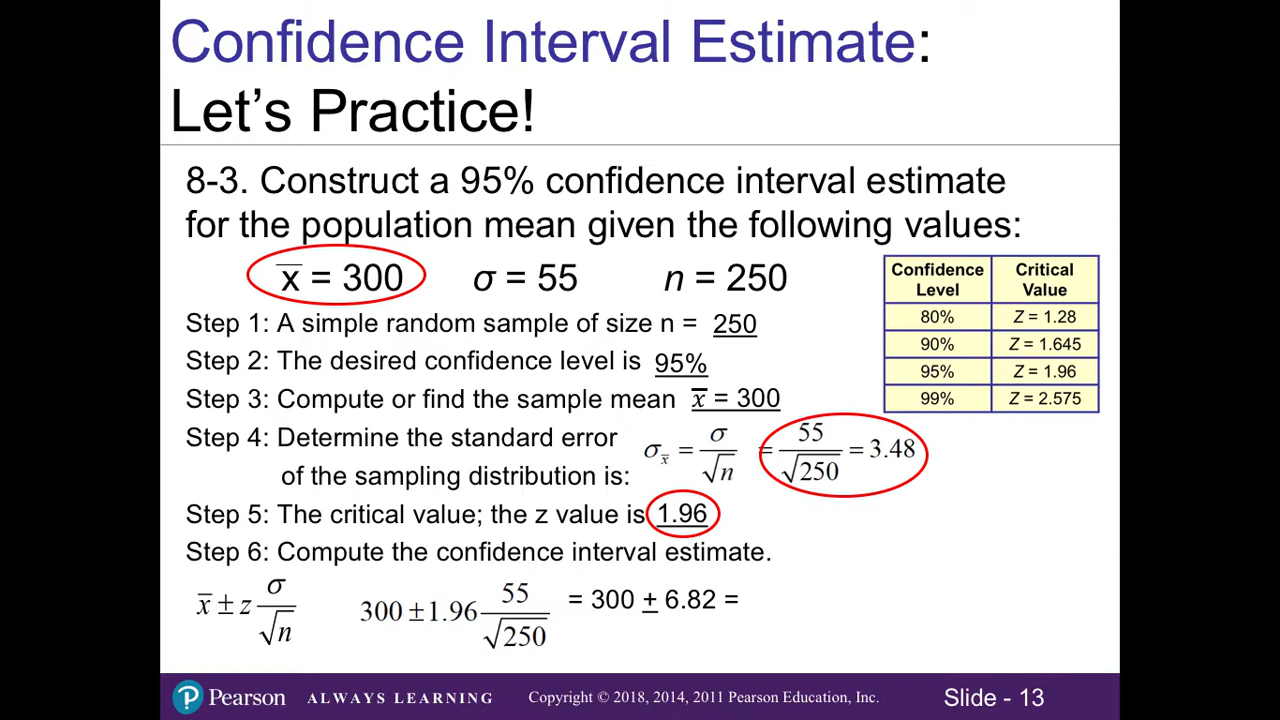 Confidence Interval Estimate:
Let’s Practice!
8-3. Construct a 95% confidence interval estimate
for the population mean given the following values:
x̅ = 300 σ = 55 n = 250
Confidence Level Critical Value
80% Z = 1.28
90% Z = 1.645
95% Z = 1.96
99% Z = 2.575
Step 1: A simple random sample of size n = 250
Step 2: The desired confidence level is 95%
Step 3: Compute or find the sample mean x̅ = 300
Step 4: Determine the standard error
of the sampling distribution is: σx̅ = σ/√n = 55/√250 = 3.48
Step 5: The critical value; the z value is 1.96
Step 6: Compute the confidence interval estimate.
x̅ ± z σ/√n 300 ± 1.96 55/√250 = 300 ± 6.82 =
Pearson ALWAYS LEARNING Copyright © 2018, 2014, 2011 Pearson Education, Inc. Slide - 13